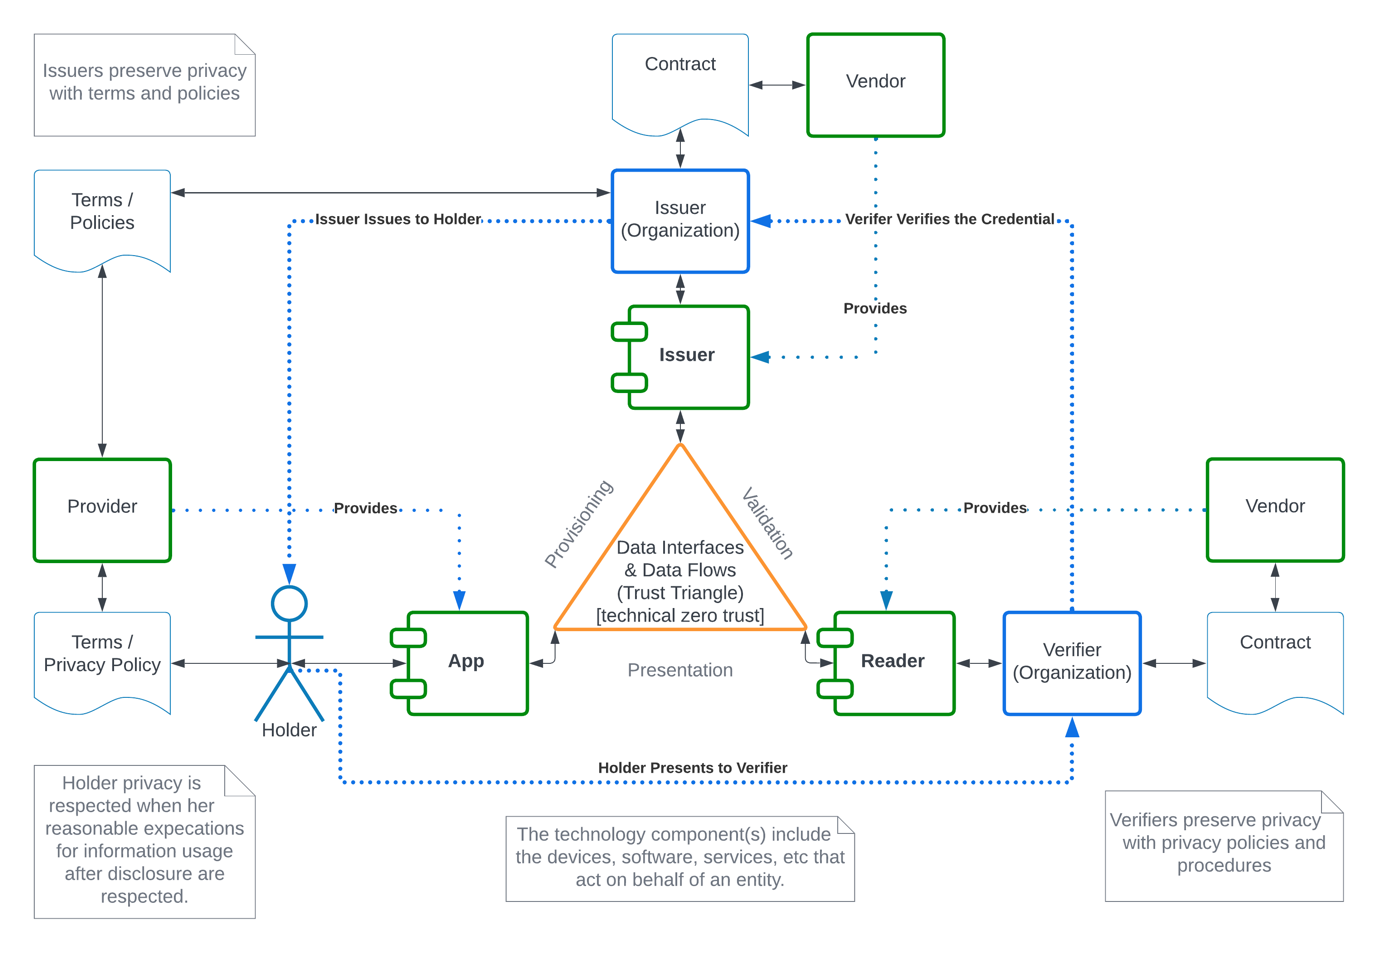 Issuers preserve privacy
with terms and policies
Contract
Vendor
Terms /
Policies
Issuer
(Organization)
Issuer Issues to Holder
Verifer Verifies the Credential
Provides
Issuer
Provider
Provides
Provisioning
Validation
Data Interfaces
& Data Flows
(Trust Triangle)
[technical zero trust]
Provides
Vendor
Terms /
Privacy Policy
Holder
App
Presentation
Reader
Verifier
(Organization)
Contract
Holder Presents to Verifier
Holder privacy is
respected when her
reasonable expecations
for information usage
after disclosure are
respected.
The technology component(s) include
the devices, software, services, etc that
act on behalf of an entity.
Verifiers preserve privacy
with privacy policies and
procedures